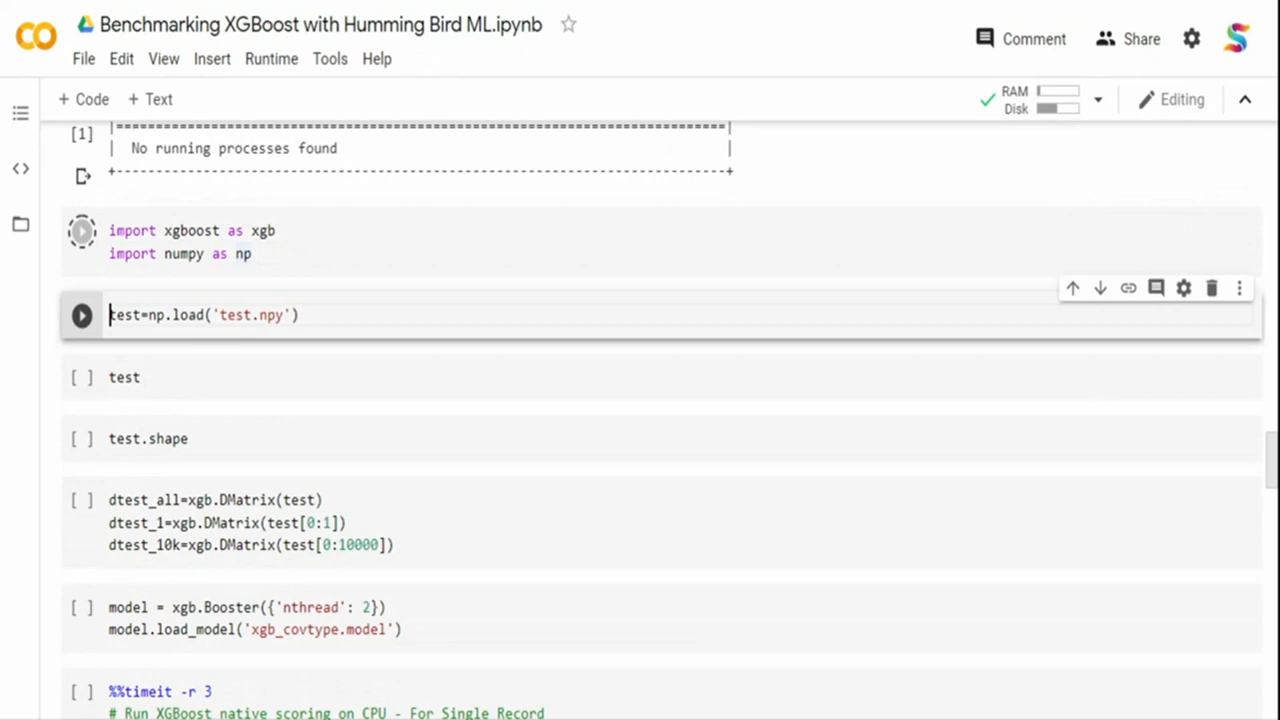 Benchmarking XGBoost with Humming Bird ML.ipynb
Comment
Share
File Edit View Insert Runtime Tools Help
+ Code + Text
RAM
Disk
Editing
[1]
|=============================================================================|
| No running processes found |
+-----------------------------------------------------------------------------+
import xgboost as xgb
import numpy as np
test=np.load('test.npy')
[ ] test
[ ] test.shape
[ ] dtest_all=xgb.DMatrix(test)
dtest_1=xgb.DMatrix(test[0:1])
dtest_10k=xgb.DMatrix(test[0:10000])
[ ] model = xgb.Booster({'nthread': 2})
model.load_model('xgb_covtype.model')
[ ] %%timeit -r 3
# Run XGBoost native scoring on CPU - For Single Record